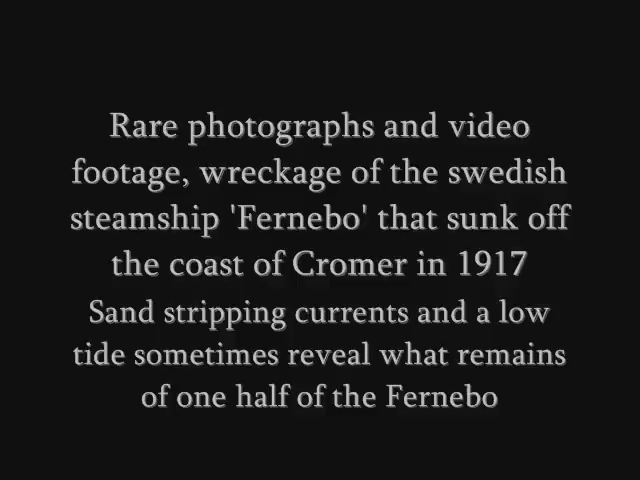 Rare photographs and video
footage, wreckage of the swedish
steamship 'Fernebo' that sunk off
the coast of Cromer in 1917
Sand stripping currents and a low
tide sometimes reveal what remains
of one half of the Fernebo